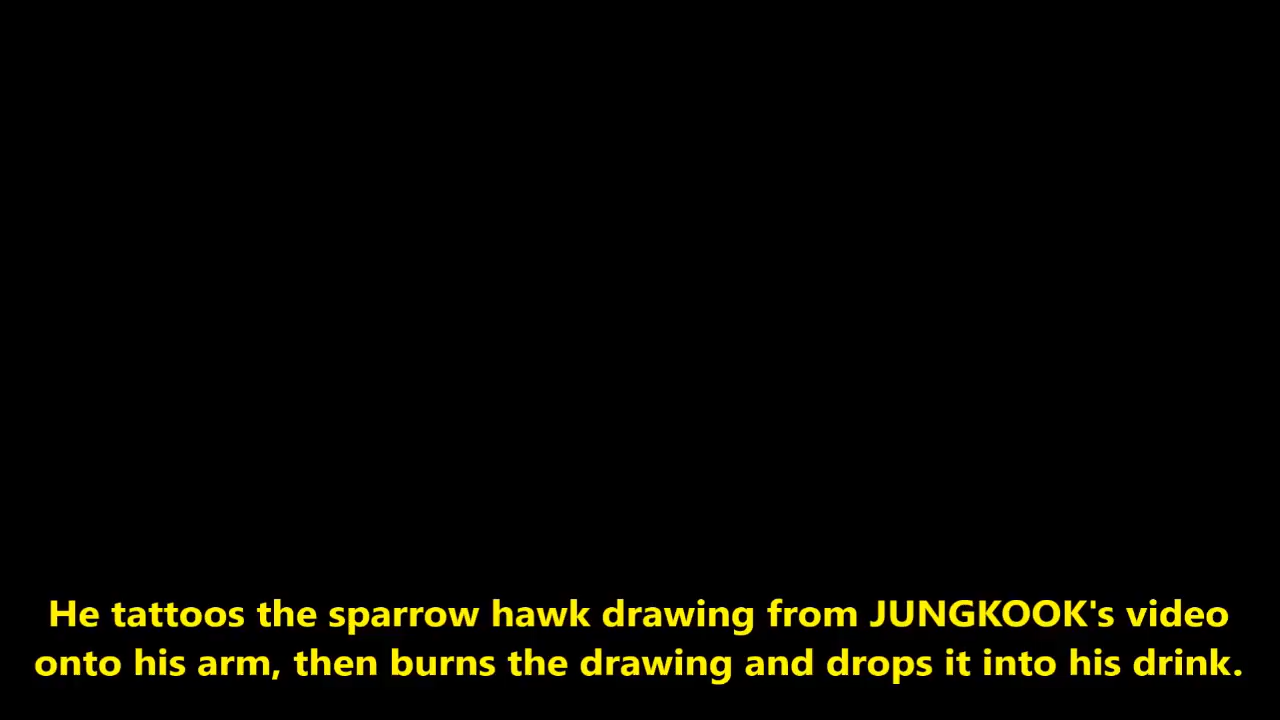 He tattoos the sparrow hawk drawing from JUNGKOOK's video
onto his arm, then burns the drawing and drops it into his drink.